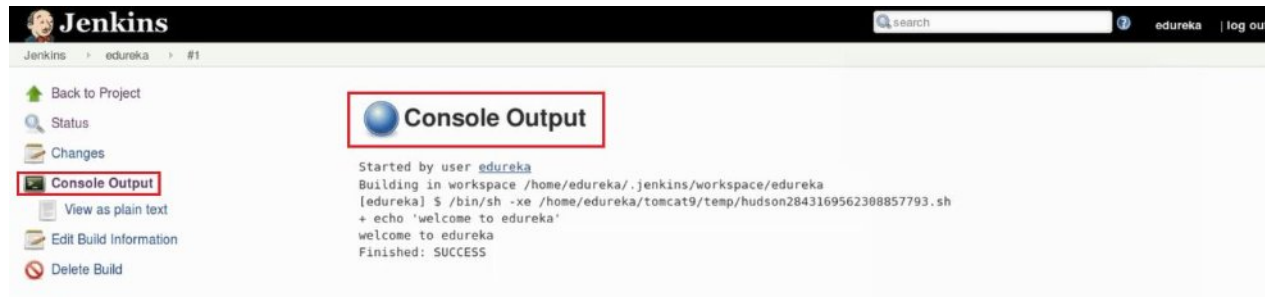 Jenkins
search
edureka | log ou
Jenkins › edureka › #1
Back to Project
Status
Changes
Console Output
View as plain text
Edit Build Information
Delete Build
Console Output
Started by user edureka
Building in workspace /home/edureka/.jenkins/workspace/edureka
[edureka] $ /bin/sh -xe /home/edureka/tomcat9/temp/hudson2843169562308857793.sh
+ echo 'welcome to edureka'
welcome to edureka
Finished: SUCCESS